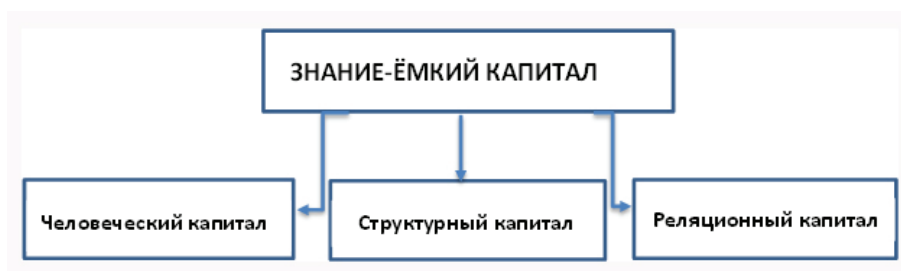 ЗНАНИЕ-ЁМКИЙ КАПИТАЛ
Человеческий капитал
Структурный капитал
Реляционный капитал